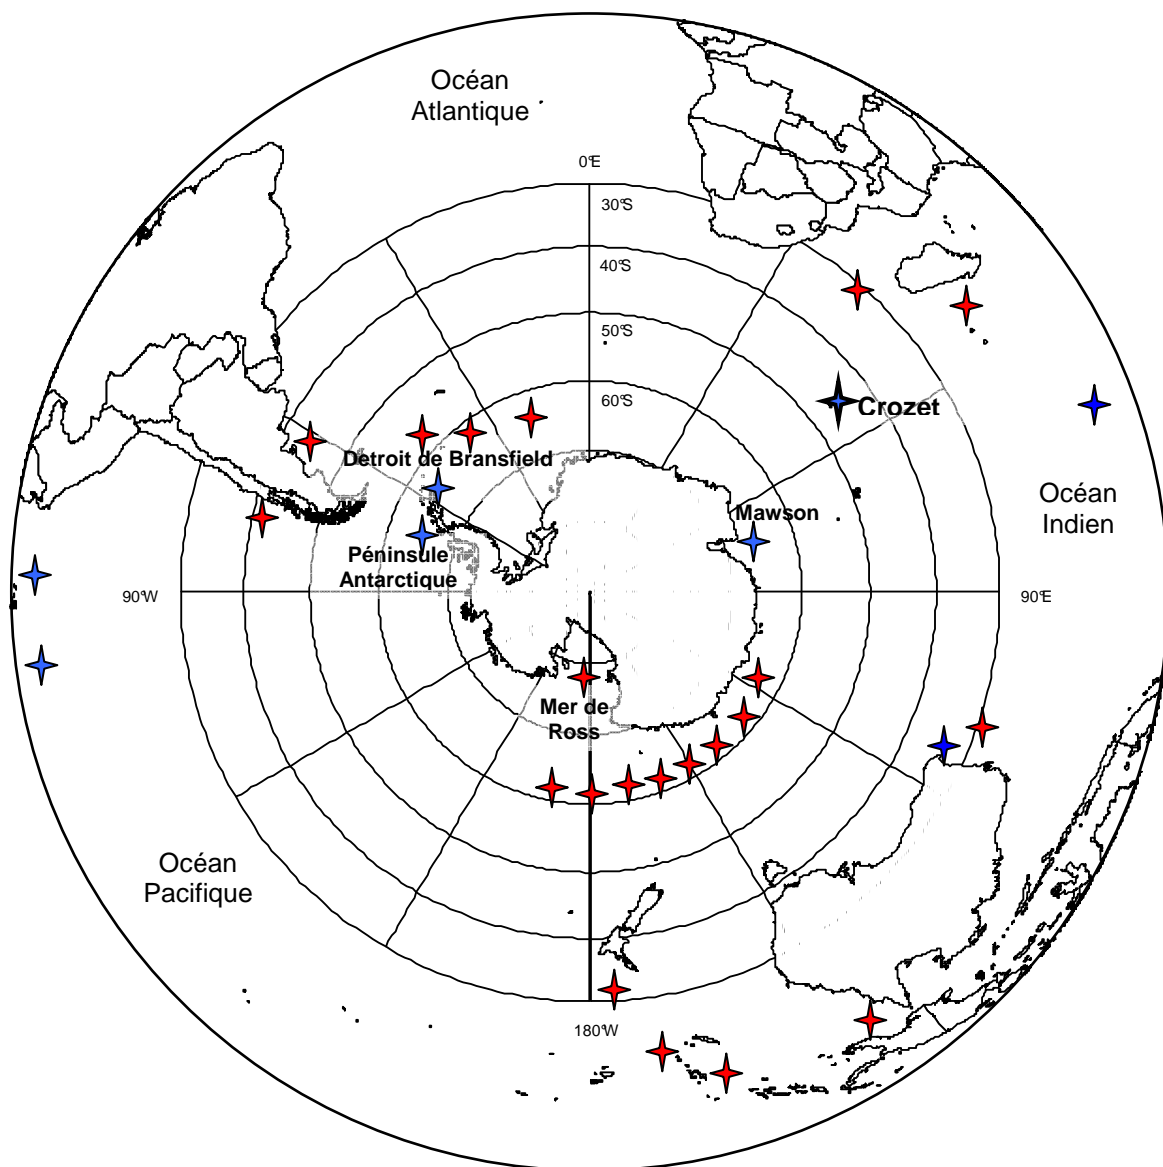 Océan
Atlantique
0°E
30°S
40°S
50°S
60°S
Crozet
Détroit de Bransfield
Océan
Indien
Mawson
Péninsule
Antarctique
90°W
90°E
Mer de
Ross
Océan
Pacifique
180°W